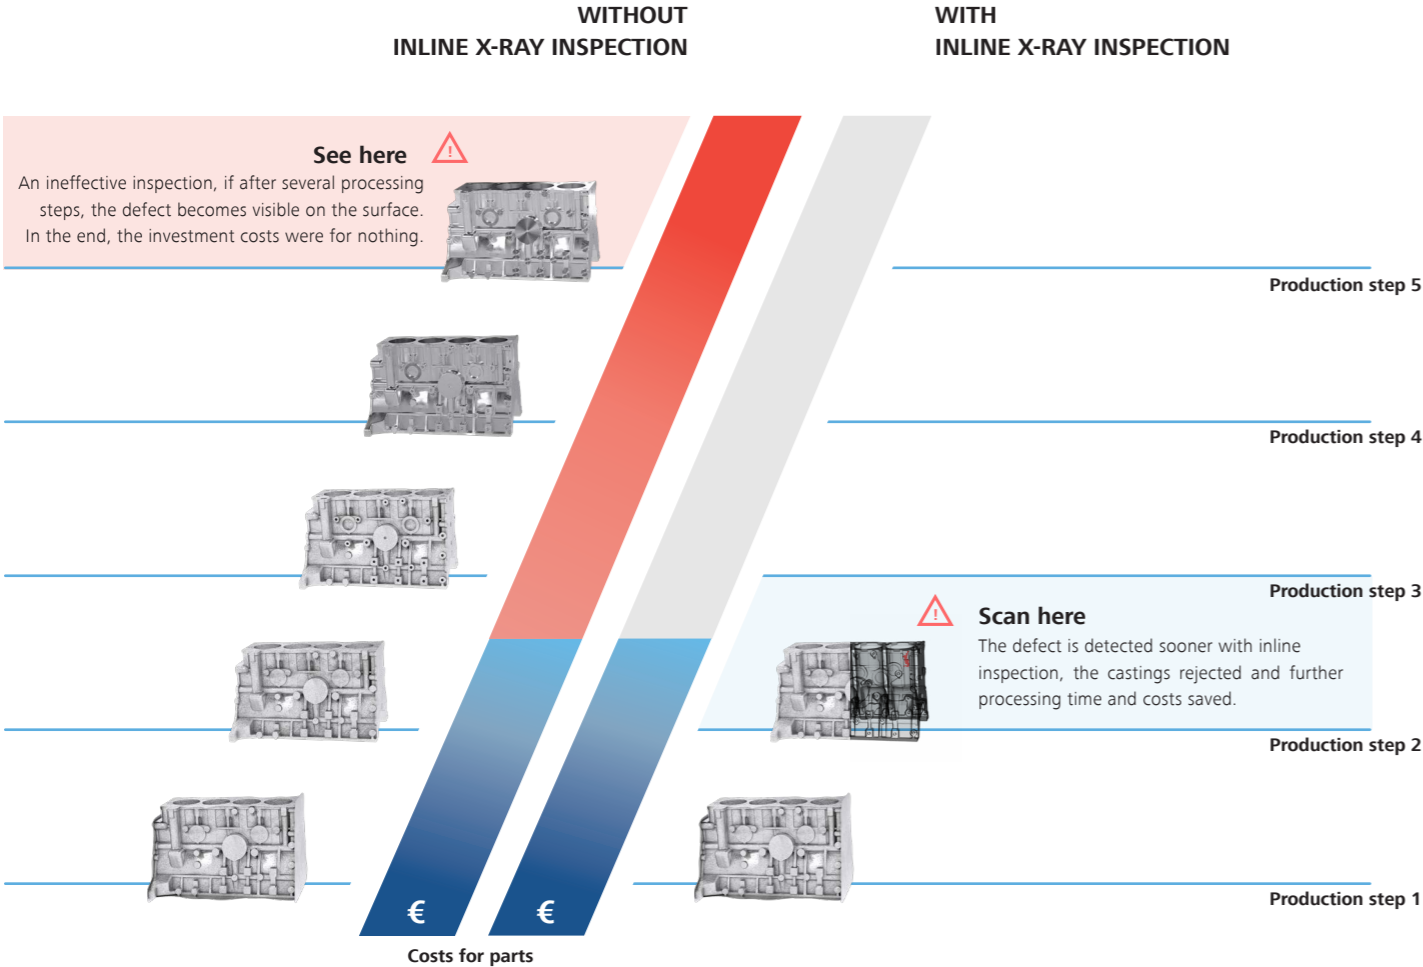 WITHOUT
INLINE X-RAY INSPECTION
WITH
INLINE X-RAY INSPECTION
See here
An ineffective inspection, if after several processing
steps, the defect becomes visible on the surface.
In the end, the investment costs were for nothing.
Production step 5
Production step 4
Production step 3
Scan here
The defect is detected sooner with inline
inspection, the castings rejected and further
processing time and costs saved.
Production step 2
Production step 1
€
€
Costs for parts